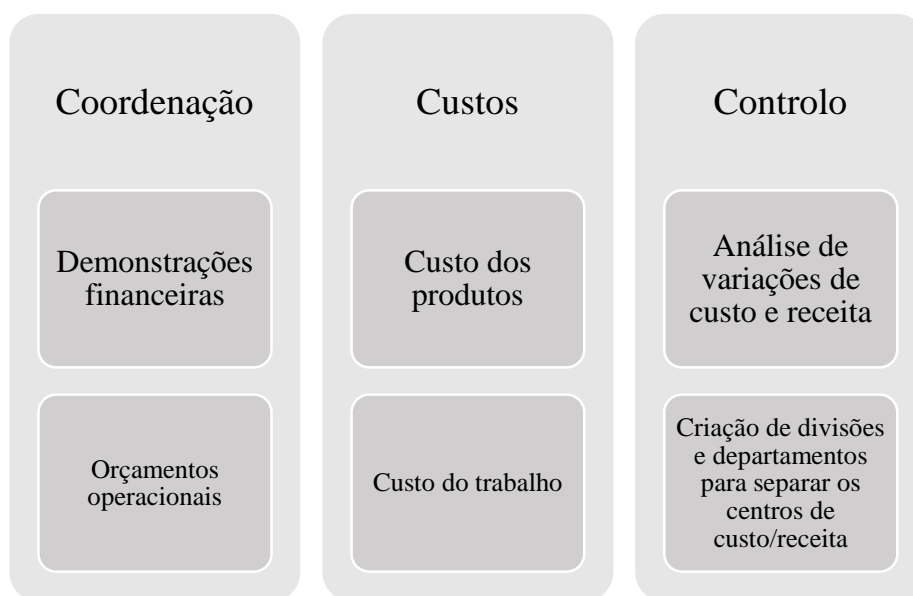 Coordenação
Demonstrações
financeiras
Orçamentos
operacionais
Custos
Custo dos
produtos
Custo do trabalho
Controlo
Análise de
variações de
custo e receita
Criação de divisões
e departamentos
para separar os
centros de
custo/receita